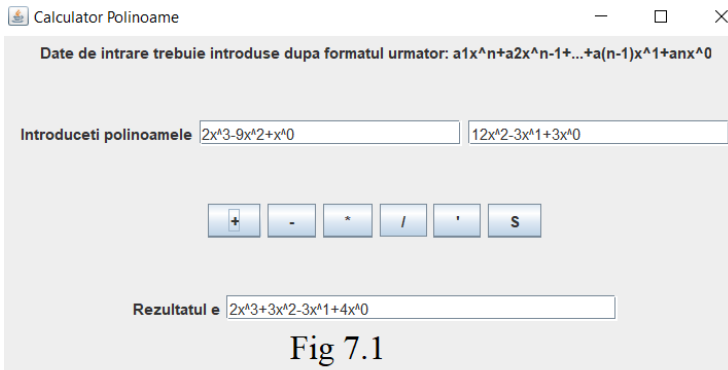 Calculator Polinoame
Date de intrare trebuie introduse dupa formatul urmator: a1x^n+a2x^n-1+...+a(n-1)x^1+anx^0
Introduceti polinoamele 2x^3-9x^2+x^0 12x^2-3x^1+3x^0
+ - * / ' S
Rezultatul e 2x^3+3x^2-3x^1+4x^0
Fig 7.1